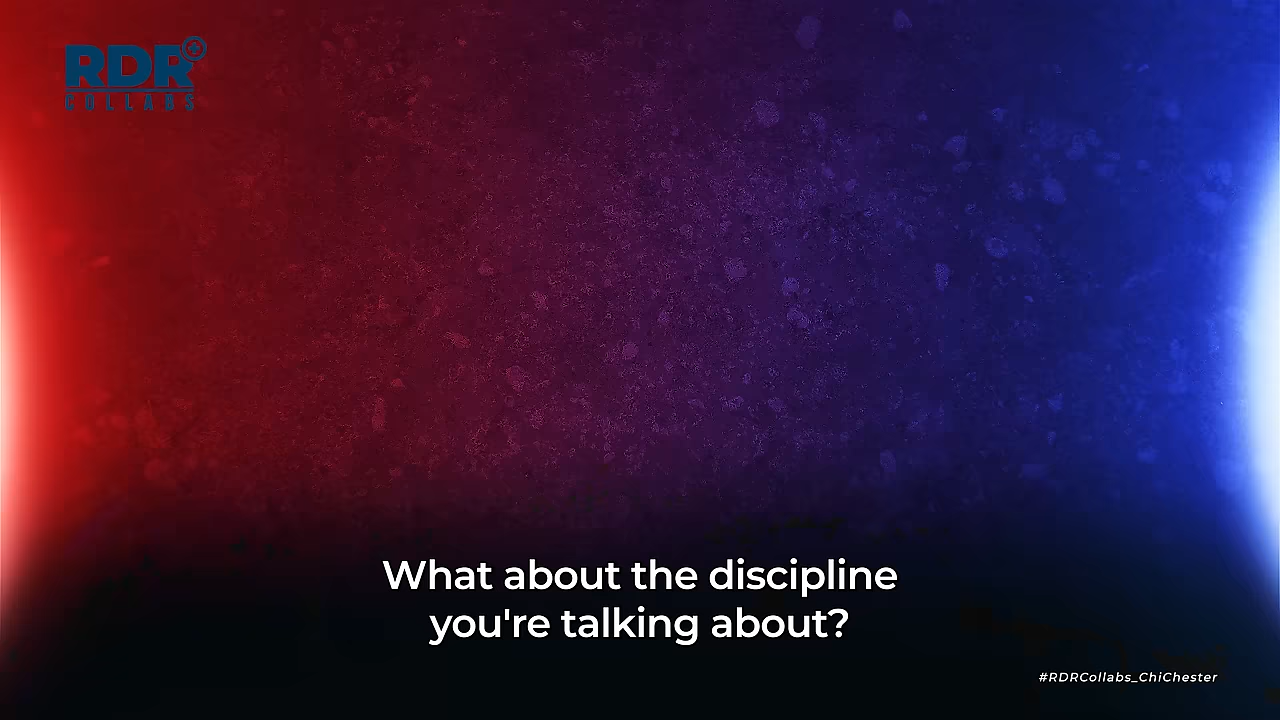 RDR+
COLLABS
What about the discipline
you're talking about?
#RDRCollabs_ChiChester